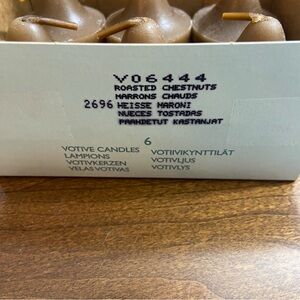 V06444
ROASTED CHESTNUTS
MARRONS CHAUDS
2696 HEISSE MARONI
NUECES TOSTADAS
PAAHDETUT KASTANJAT
6
VOTIVE CANDLES VOTIIVIKYNTTILÄT
LAMPIONS VOTIVLJUS
VOTIVKERZEN VOTIVLYS
VELAS VOTIVAS